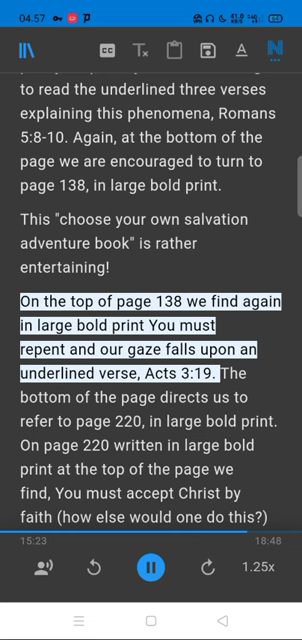 04.57
41.0
KB/s
52
CC
to read the underlined three verses
explaining this phenomena, Romans
5:8-10. Again, at the bottom of the
page we are encouraged to turn to
page 138, in large bold print.
This "choose your own salvation
adventure book" is rather
entertaining!
On the top of page 138 we find again
in large bold print You must
repent and our gaze falls upon an
underlined verse, Acts 3:19. The
bottom of the page directs us to
refer to page 220, in large bold print.
On page 220 written in large bold
print at the top of the page we
find, You must accept Christ by
faith (how else would one do this?)
15:23
18:48
1.25x